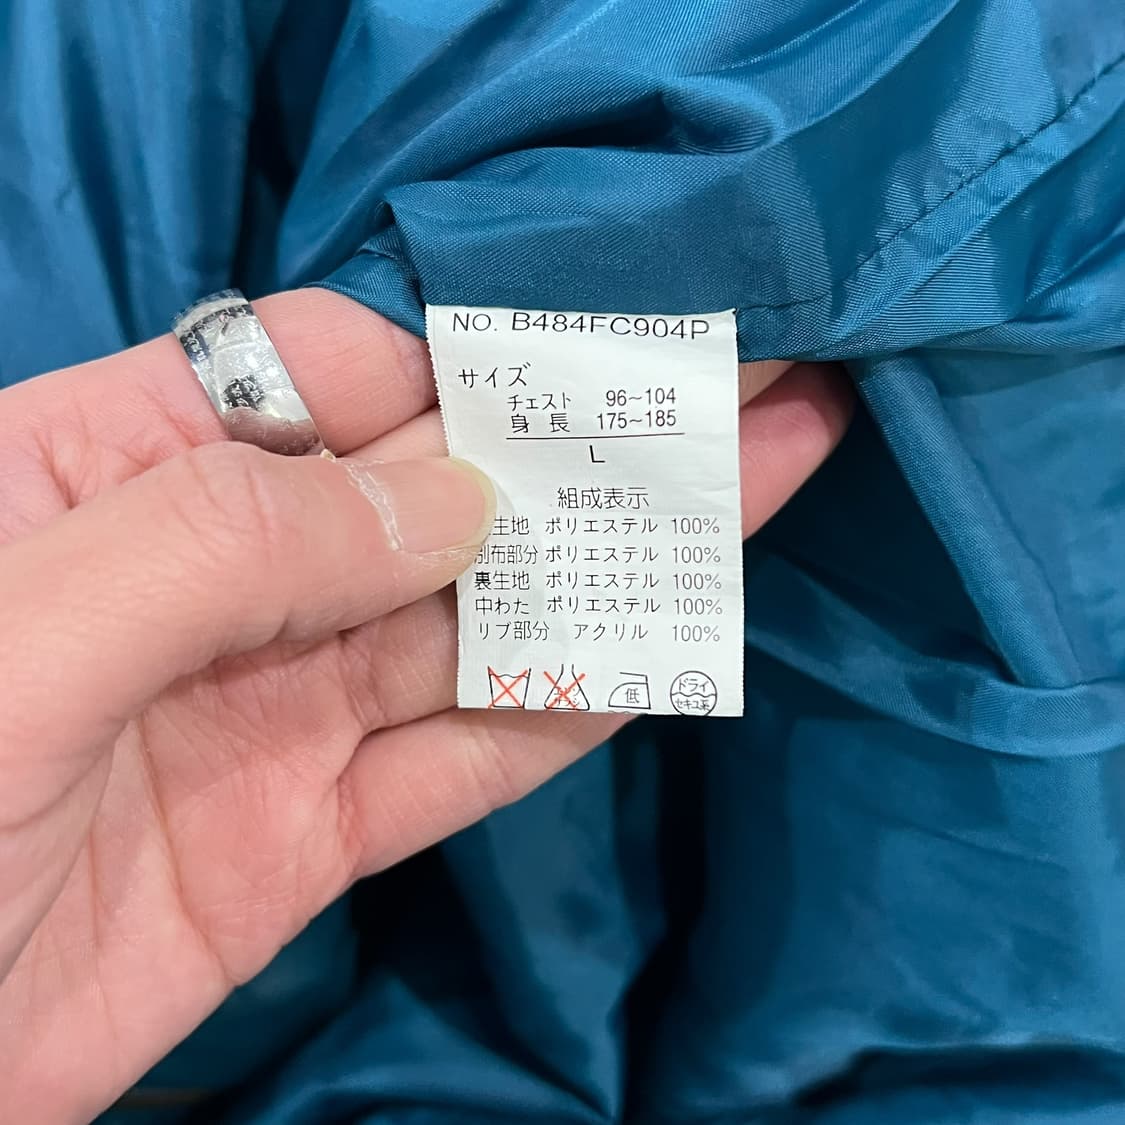 NO. B484FC904P
サイズ
チェスト 96~104
身長 175~185
L
組成表示
生地 ポリエステル 100%
別布部分 ポリエステル 100%
裏生地 ポリエステル 100%
中わた ポリエステル 100%
リブ部分 アクリル 100%
低 ドライ
セキユ系